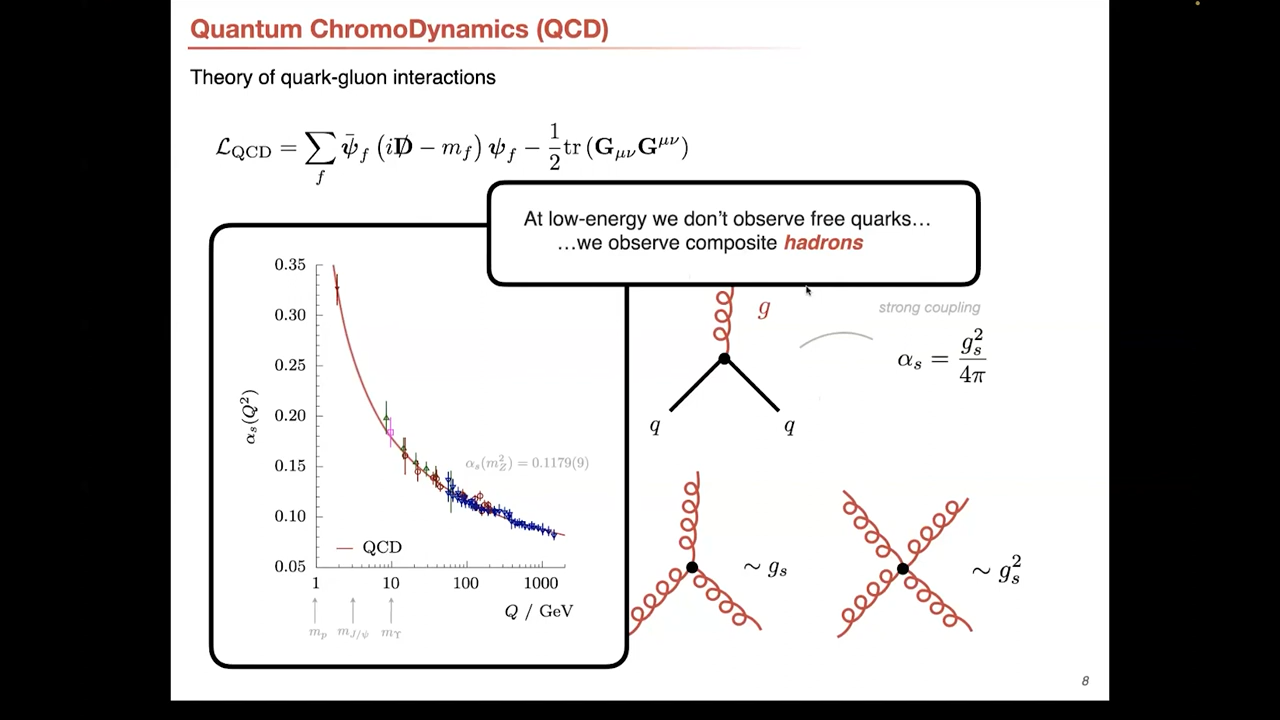 Quantum ChromoDynamics (QCD)
Theory of quark-gluon interactions
ℒ_QCD = ∑_f ψ̄_f (iD̸ − m_f) ψ_f − 1/2 tr (G_μν G^μν)
At low-energy we don't observe free quarks…
…we observe composite hadrons
0.35
0.30
0.25
0.20
0.15
0.10
0.05
α_s(Q²)
α_s(m_Z²) = 0.1179(9)
QCD
1 10 100 1000
Q / GeV
m_p m_J/ψ m_Υ
g
strong coupling
α_s = g_s²/4π
q q
∼ g_s
∼ g_s²
8